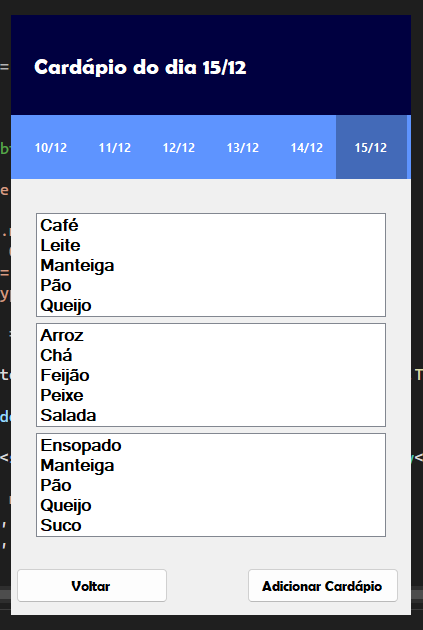 Cardápio do dia 15/12
10/12 11/12 12/12 13/12 14/12 15/12
Café
Leite
Manteiga
Pão
Queijo
Arroz
Chá
Feijão
Peixe
Salada
Ensopado
Manteiga
Pão
Queijo
Suco
Voltar Adicionar Cardápio